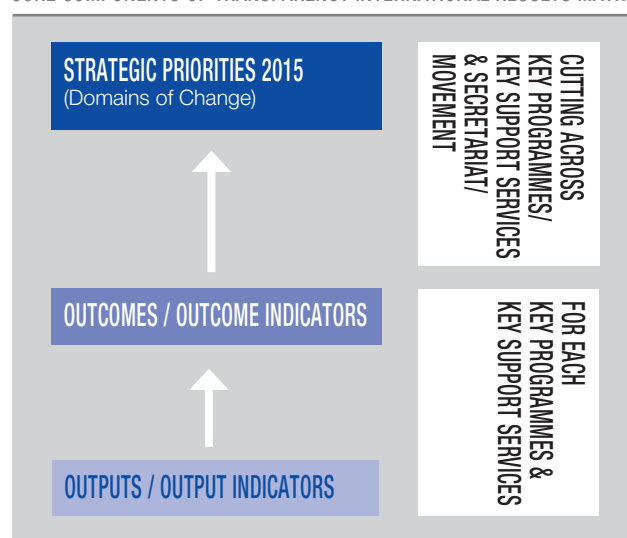 STRATEGIC PRIORITIES 2015
(Domains of Change)
OUTCOMES / OUTCOME INDICATORS
OUTPUTS / OUTPUT INDICATORS
CUTTING ACROSS
KEY PROGRAMMES/
KEY SUPPORT SERVICES
& SECRETARIAT/
MOVEMENT
FOR EACH
KEY PROGRAMMES &
KEY SUPPORT SERVICES